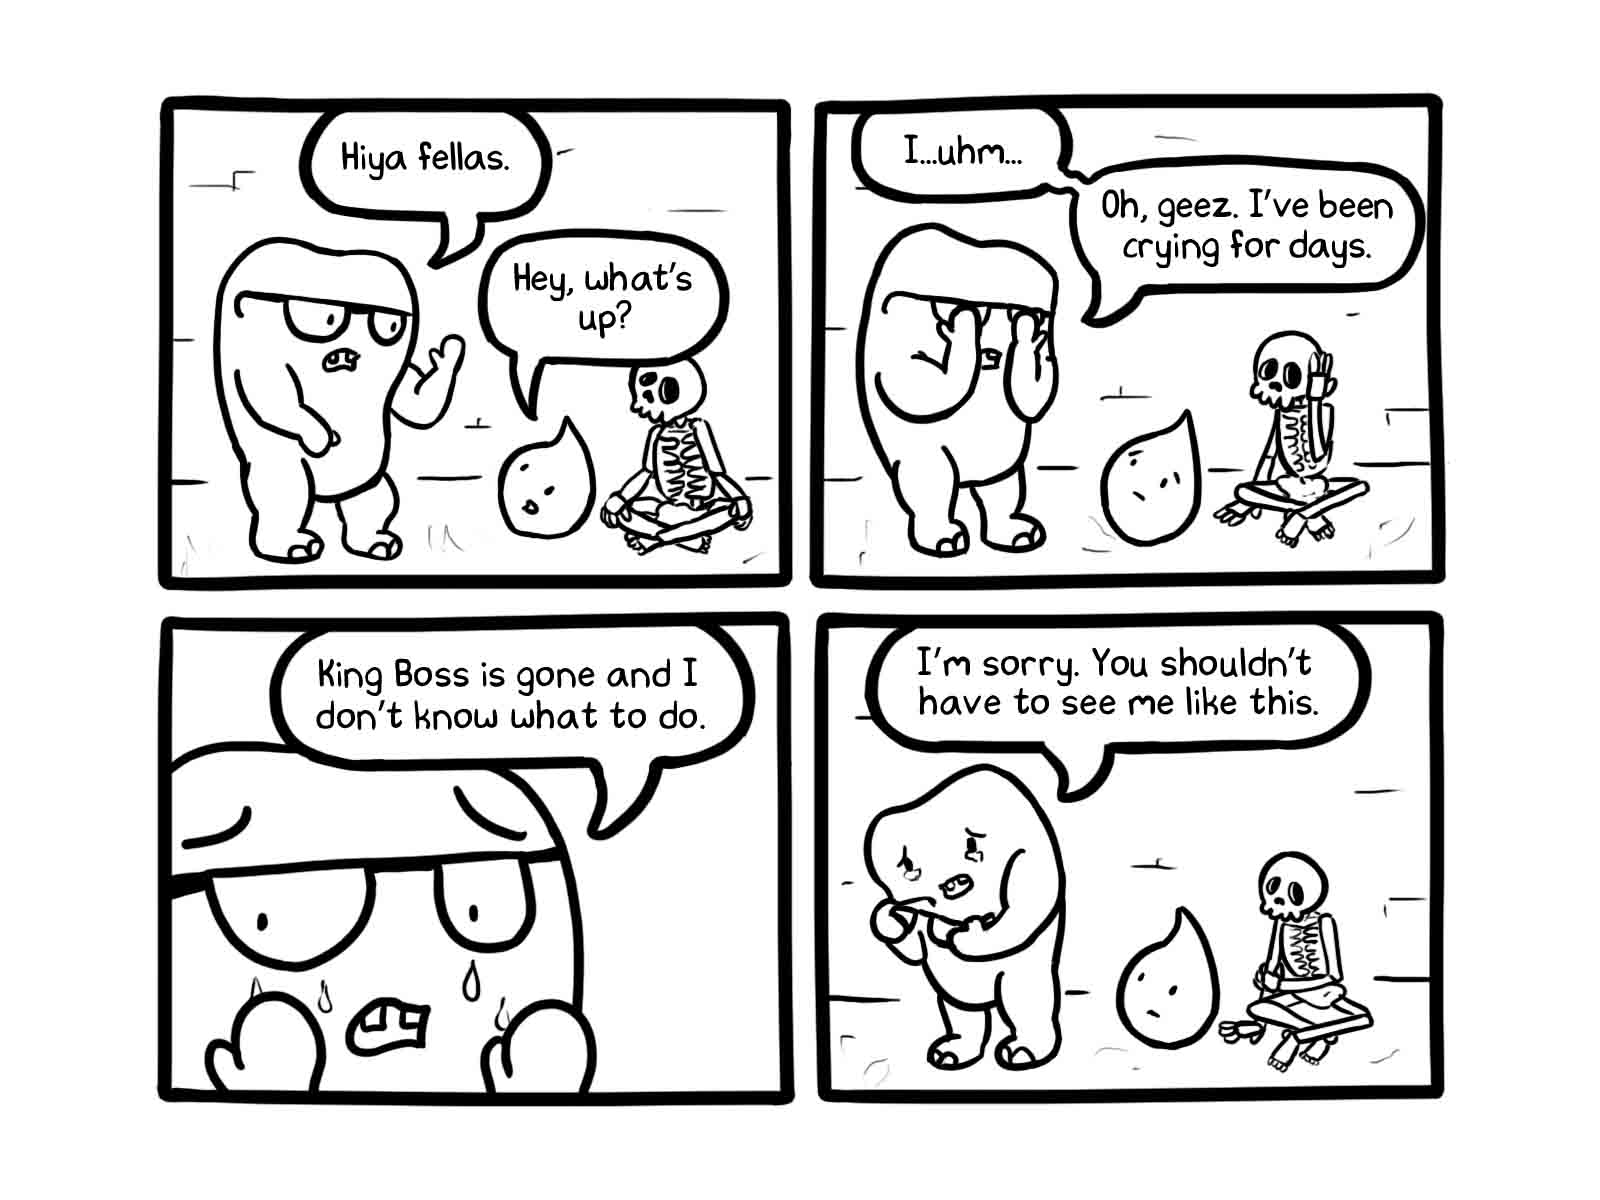 Hiya fellas.
Hey, what's
up?
I...uhm...
Oh, geez. I've been
crying for days.
King Boss is gone and I
don't know what to do.
I'm sorry. You shouldn't
have to see me like this.